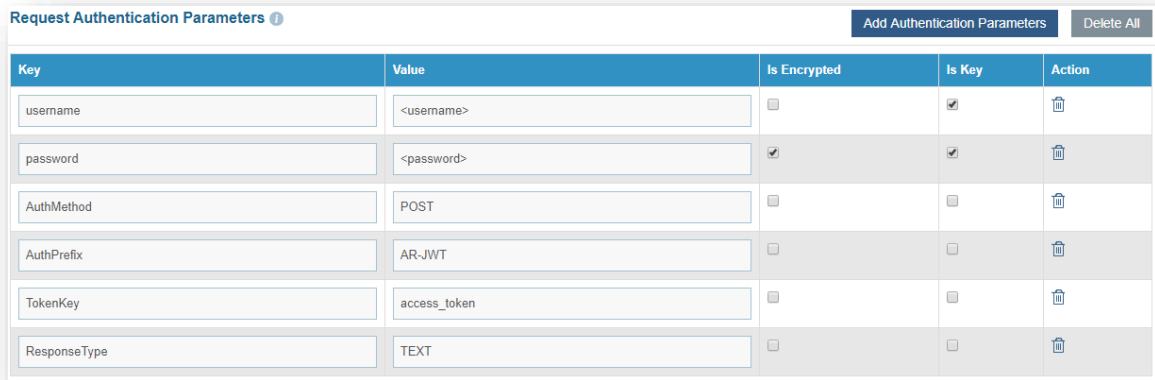 Request Authentication Parameters i
Add Authentication Parameters Delete All
Key Value Is Encrypted Is Key Action
username <username>
password <password>
AuthMethod POST
AuthPrefix AR-JWT
TokenKey access_token
ResponseType TEXT